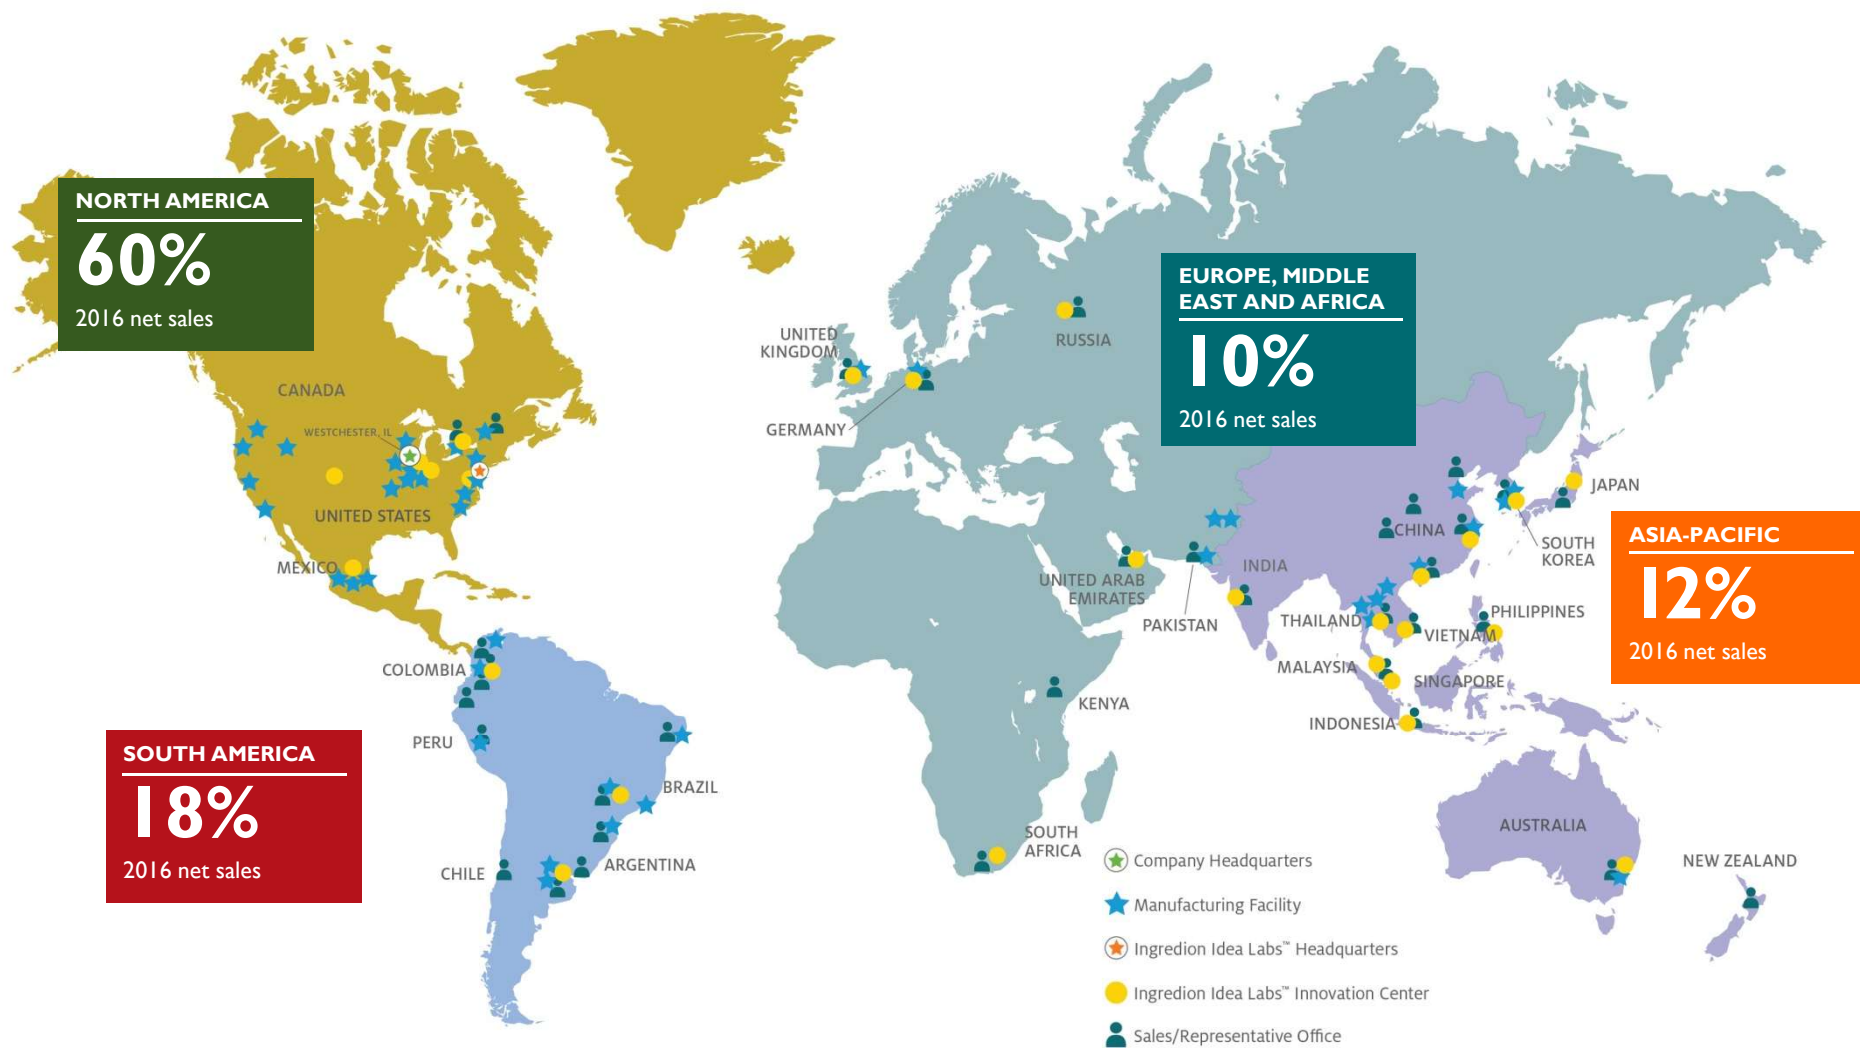 NORTH AMERICA
60%
2016 net sales
EUROPE, MIDDLE
EAST AND AFRICA
10%
2016 net sales
ASIA-PACIFIC
12%
2016 net sales
SOUTH AMERICA
18%
2016 net sales
CANADA
WESTCHESTER, IL
UNITED STATES
MEXICO
COLOMBIA
PERU
BRAZIL
CHILE
ARGENTINA
UNITED
KINGDOM
GERMANY
RUSSIA
UNITED ARAB
EMIRATES
PAKISTAN
INDIA
KENYA
SOUTH
AFRICA
CHINA
JAPAN
SOUTH
KOREA
THAILAND
VIETNAM
PHILIPPINES
MALAYSIA
SINGAPORE
INDONESIA
AUSTRALIA
NEW ZEALAND
Company Headquarters
Manufacturing Facility
Ingredion Idea Labs™ Headquarters
Ingredion Idea Labs™ Innovation Center
Sales/Representative Office